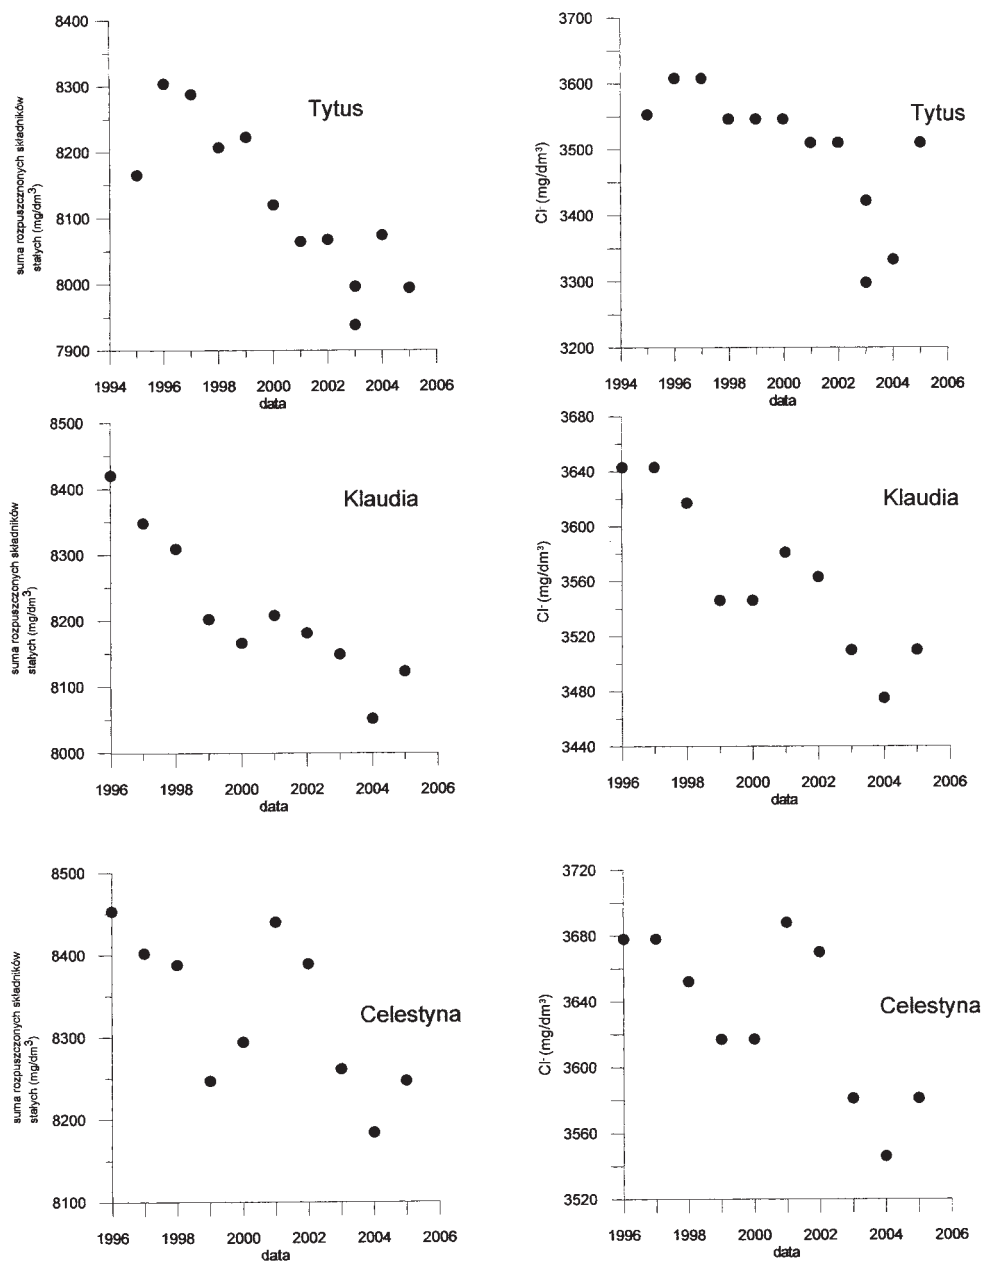 8400
8300
8200
8100
8000
7900
suma rozpuszcznonych składników
stałych (mg/dm³)
Tytus
1994 1996 1998 2000 2002 2004 2006
data
3700
3600
3500
3400
3300
3200
Cl- (mg/dm³)
Tytus
1994 1996 1998 2000 2002 2004 2006
data
8500
8400
8300
8200
8100
8000
suma rozpuszczonych składników
stałych (mg/dm³)
Klaudia
1996 1998 2000 2002 2004 2006
data
3680
3640
3600
3560
3520
3480
3440
Cl- (mg/dm³)
Klaudia
1996 1998 2000 2002 2004 2006
data
8500
8400
8300
8200
8100
suma rozpuszczonych składników
stałych (mg/dm³)
Celestyna
1996 1998 2000 2002 2004 2006
data
3720
3680
3640
3600
3560
3520
Cl- (mg/dm³)
Celestyna
1996 1998 2000 2002 2004 2006
data